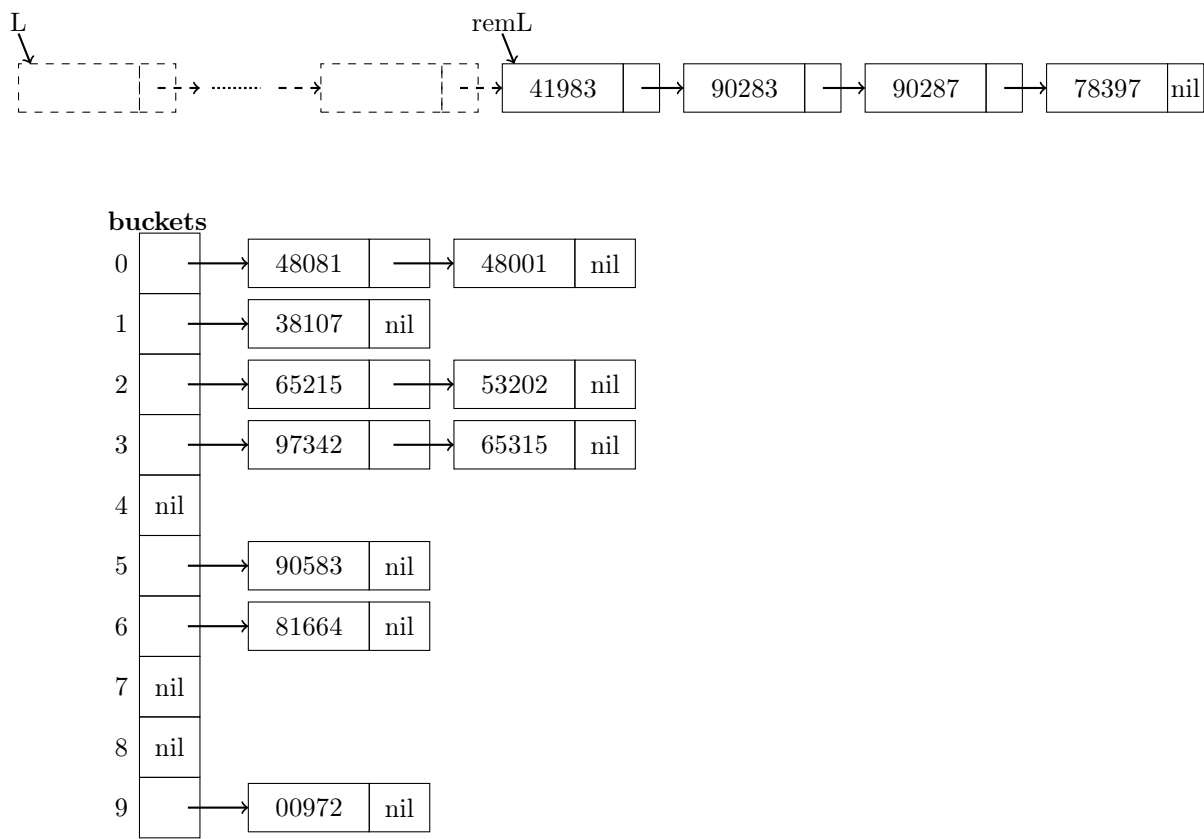 L remL
41983 90283 90287 78397 nil
buckets
0 48081 48001 nil
1 38107 nil
2 65215 53202 nil
3 97342 65315 nil
4 nil
5 90583 nil
6 81664 nil
7 nil
8 nil
9 00972 nil